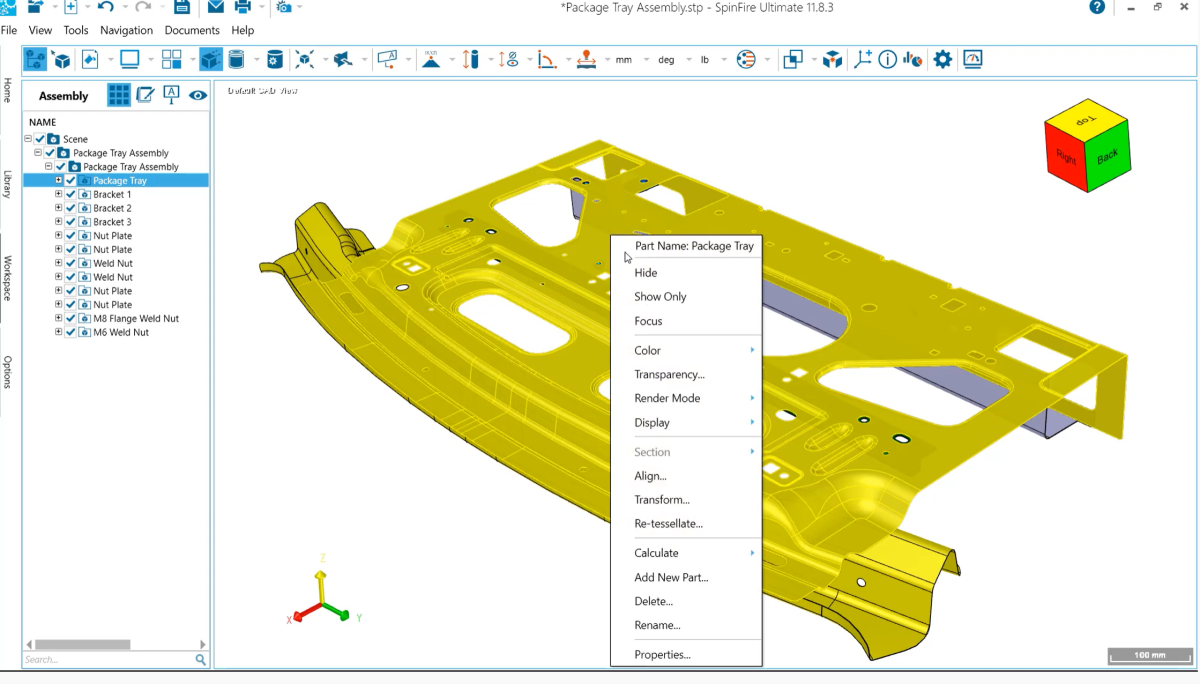 *Package Tray Assembly.stp - SpinFire Ultimate 11.8.3
File View Tools Navigation Documents Help
mm deg lb
Home
Library
Workspace
Options
Assembly
NAME
Scene
Package Tray Assembly
Package Tray Assembly
Package Tray
Bracket 1
Bracket 2
Bracket 3
Nut Plate
Nut Plate
Weld Nut
Weld Nut
Nut Plate
Nut Plate
M8 Flange Weld Nut
M6 Weld Nut
Search...
Default CAD View
Top
Right
Back
Part Name: Package Tray
Hide
Show Only
Focus
Color
Transparency...
Render Mode
Display
Section
Align...
Transform...
Re-tessellate...
Calculate
Add New Part...
Delete...
Rename...
Properties...
Z
X
Y
100 mm